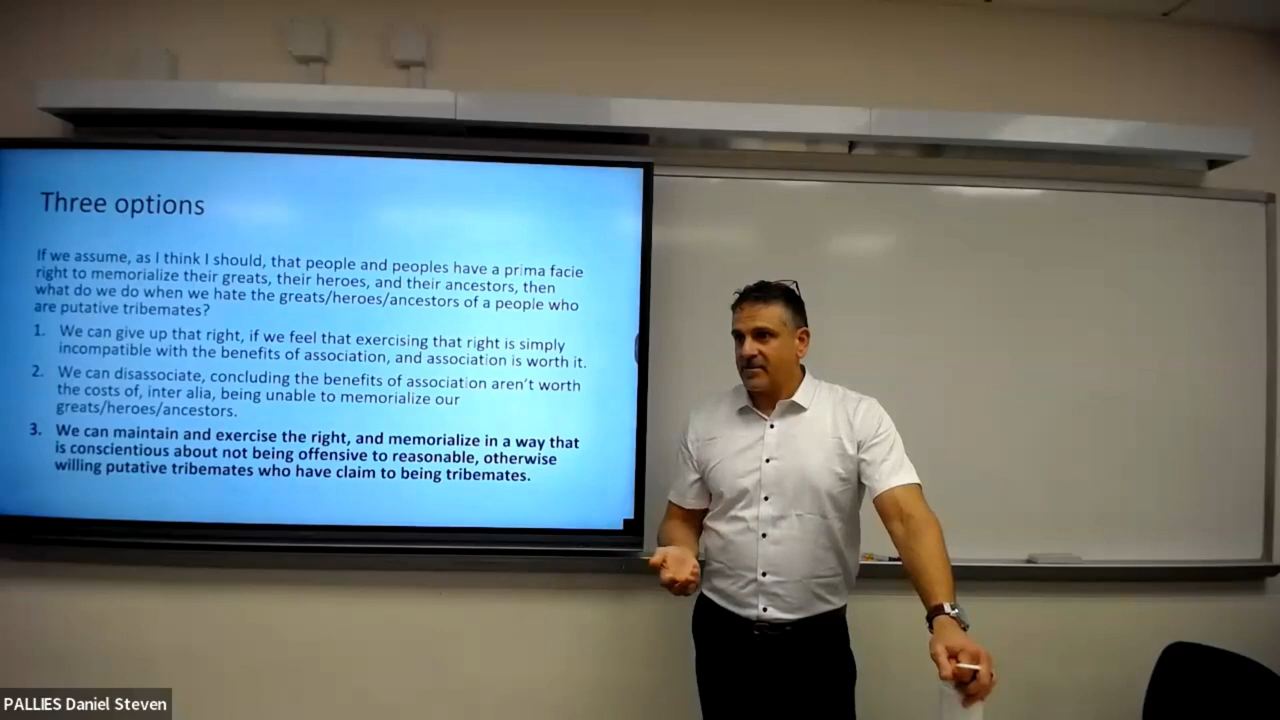 Three options
If we assume, as I think I should, that people and peoples have a prima facie
right to memorialize their greats, their heroes, and their ancestors, then
what do we do when we hate the greats/heroes/ancestors of a people who
are putative tribemates?
1. We can give up that right, if we feel that exercising that right is simply
incompatible with the benefits of association, and association is worth it.
2. We can disassociate, concluding the benefits of association aren't worth
the costs of, inter alia, being unable to memorialize our
greats/heroes/ancestors.
3. We can maintain and exercise the right, and memorialize in a way that
is conscientious about not being offensive to reasonable, otherwise
willing putative tribemates who have claim to being tribemates.
PALLIES Daniel Steven